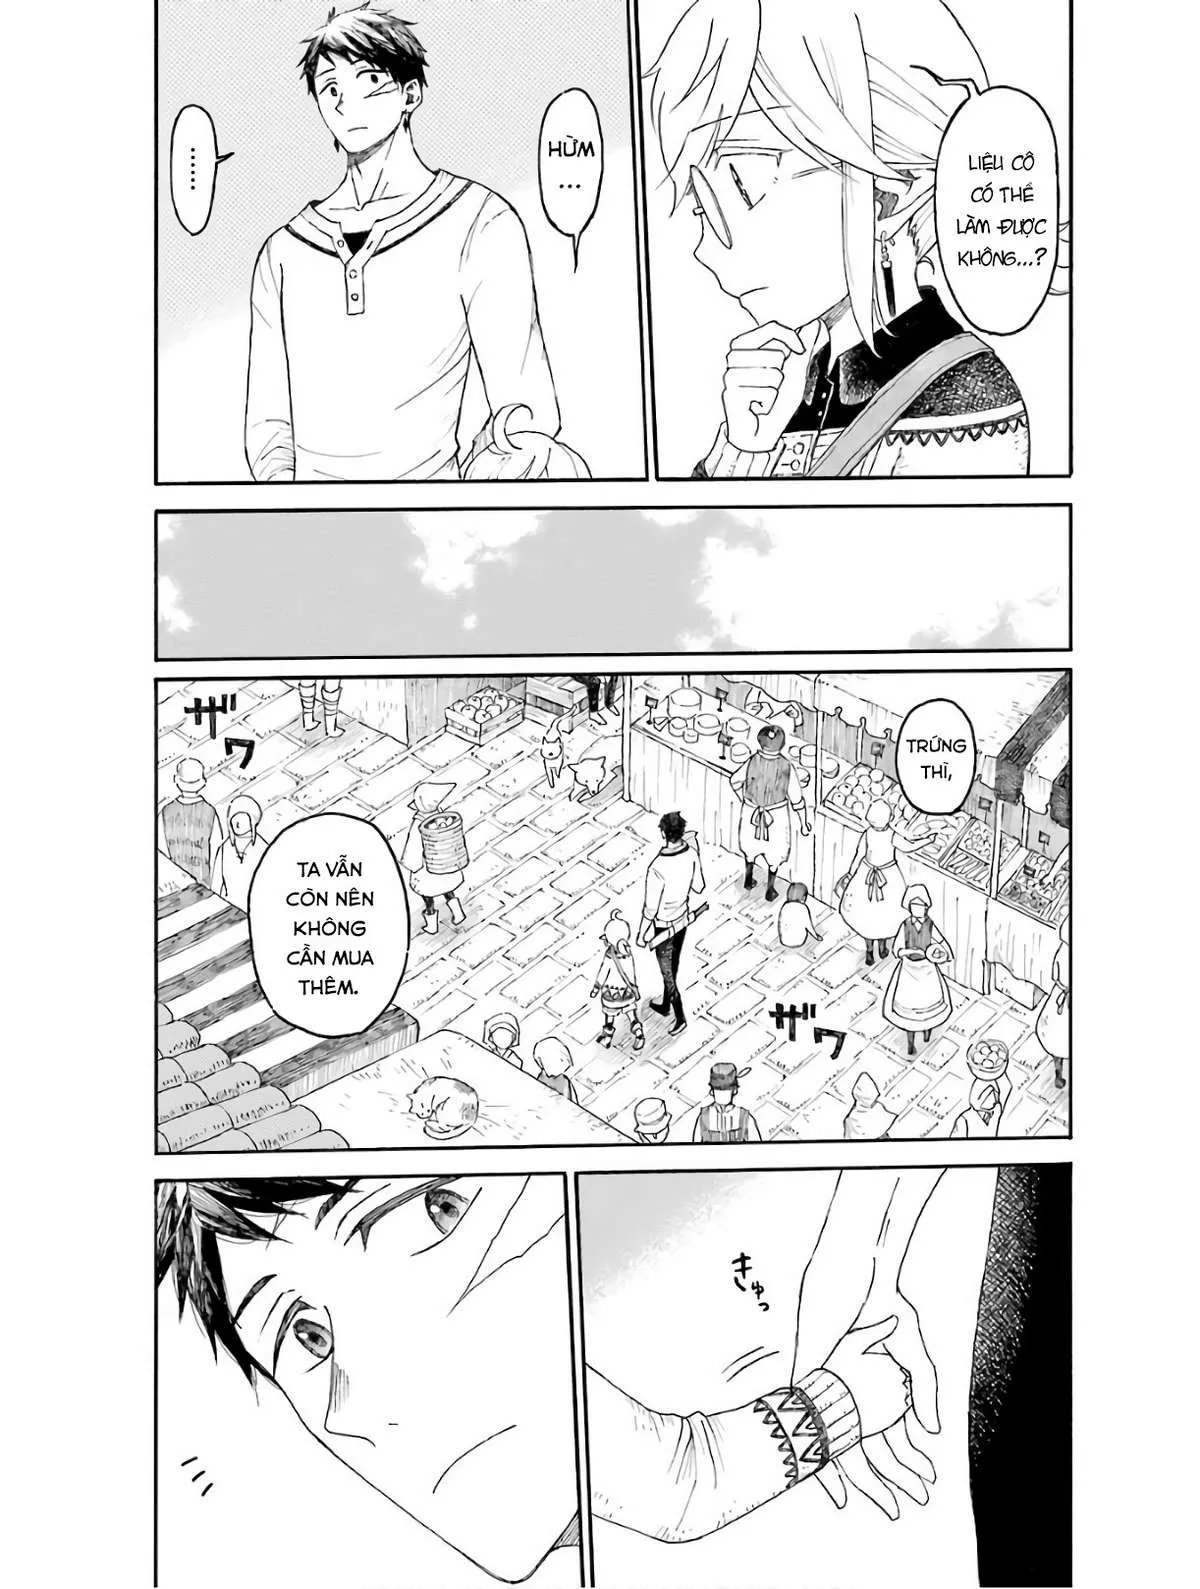 LIỆU CÔ
CÓ THỂ
LÀM ĐƯỢC
KHÔNG...?
HỪM
...
.......
TRỨNG
THÌ,
ザワ
TA VẪN
CÒN NÊN
KHÔNG
CẦN MUA
THÊM.
ザワ
きゅっ